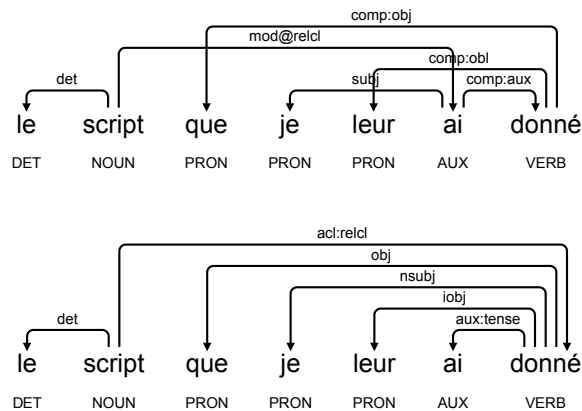 comp:obj
mod@relcl
comp:obl
det subj comp:aux
le script que je leur ai donné
DET NOUN PRON PRON PRON AUX VERB
acl:relcl
obj
nsubj
iobj
det aux:tense
le script que je leur ai donné
DET NOUN PRON PRON PRON AUX VERB